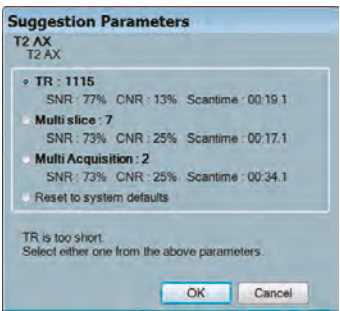 Suggestion Parameters
T2 AX
T2 AX
TR : 1115
SNR : 77% CNR : 13% Scantime : 00:19.1
Multi slice : 7
SNR : 73% CNR : 25% Scantime : 00:17.1
Multi Acquisition : 2
SNR : 73% CNR : 25% Scantime : 00:34.1
Reset to system defaults
TR is too short.
Select either one from the above parameters.
OK Cancel